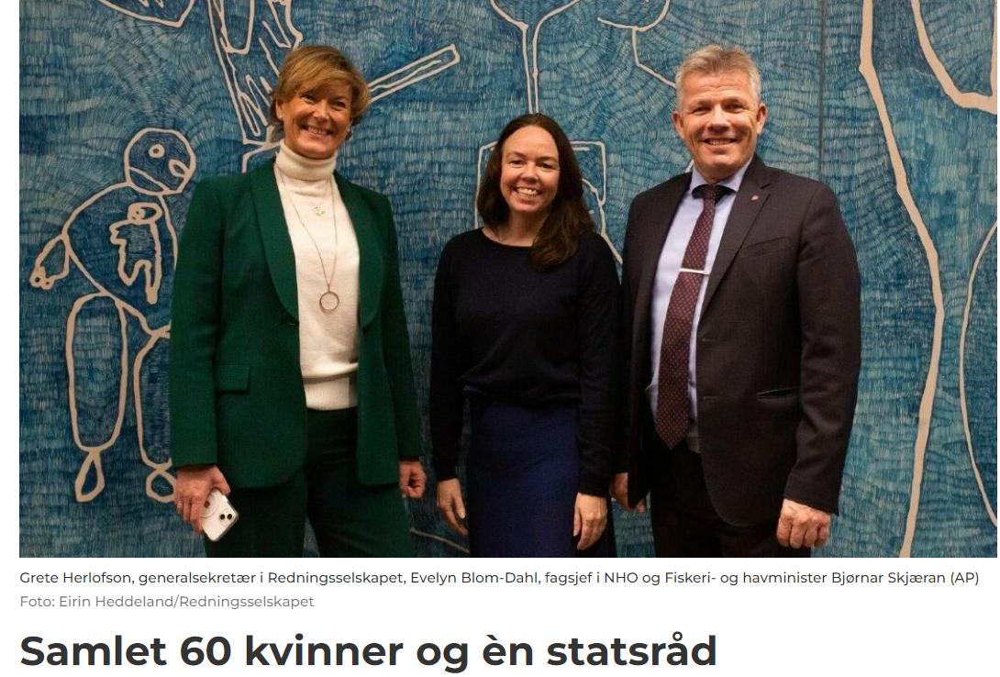 Grete Herlofson, generalsekretær i Redningsselskapet, Evelyn Blom-Dahl, fagsjef i NHO og Fiskeri- og havminister Bjørnar Skjæran (AP)
Foto: Eirin Heddeland/Redningsselskapet
Samlet 60 kvinner og èn statsråd